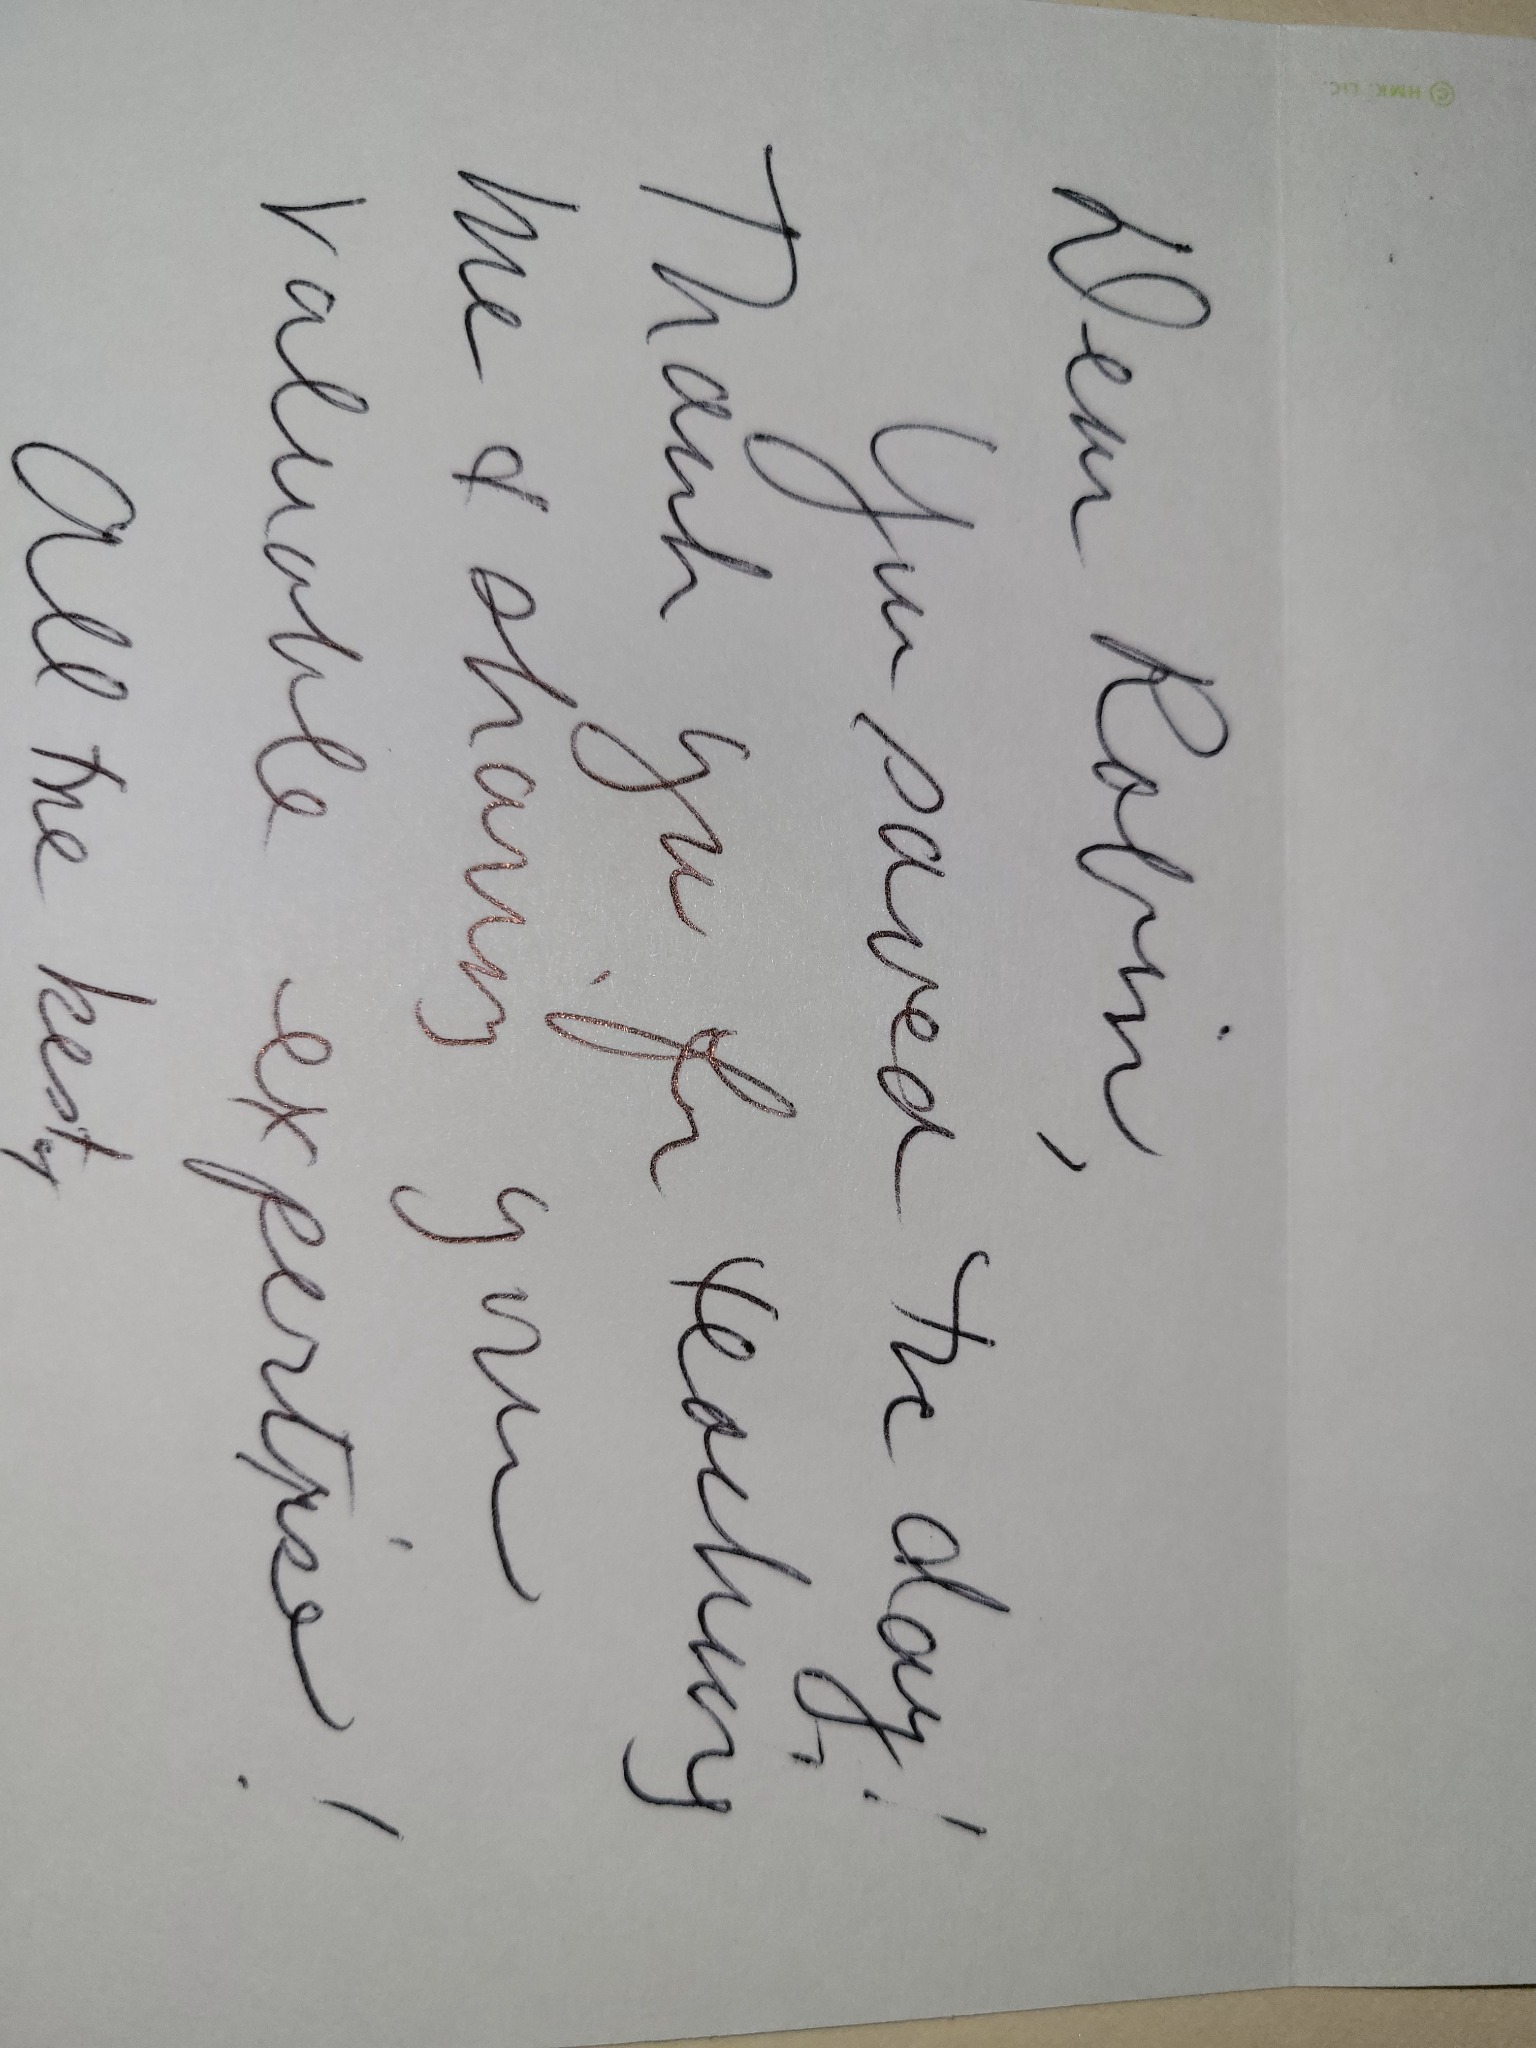 © HMK. LIC.
Dear Robin,
You saved the day!
Thank you for teaching
me & sharing your
valuable expertise!
All the best,